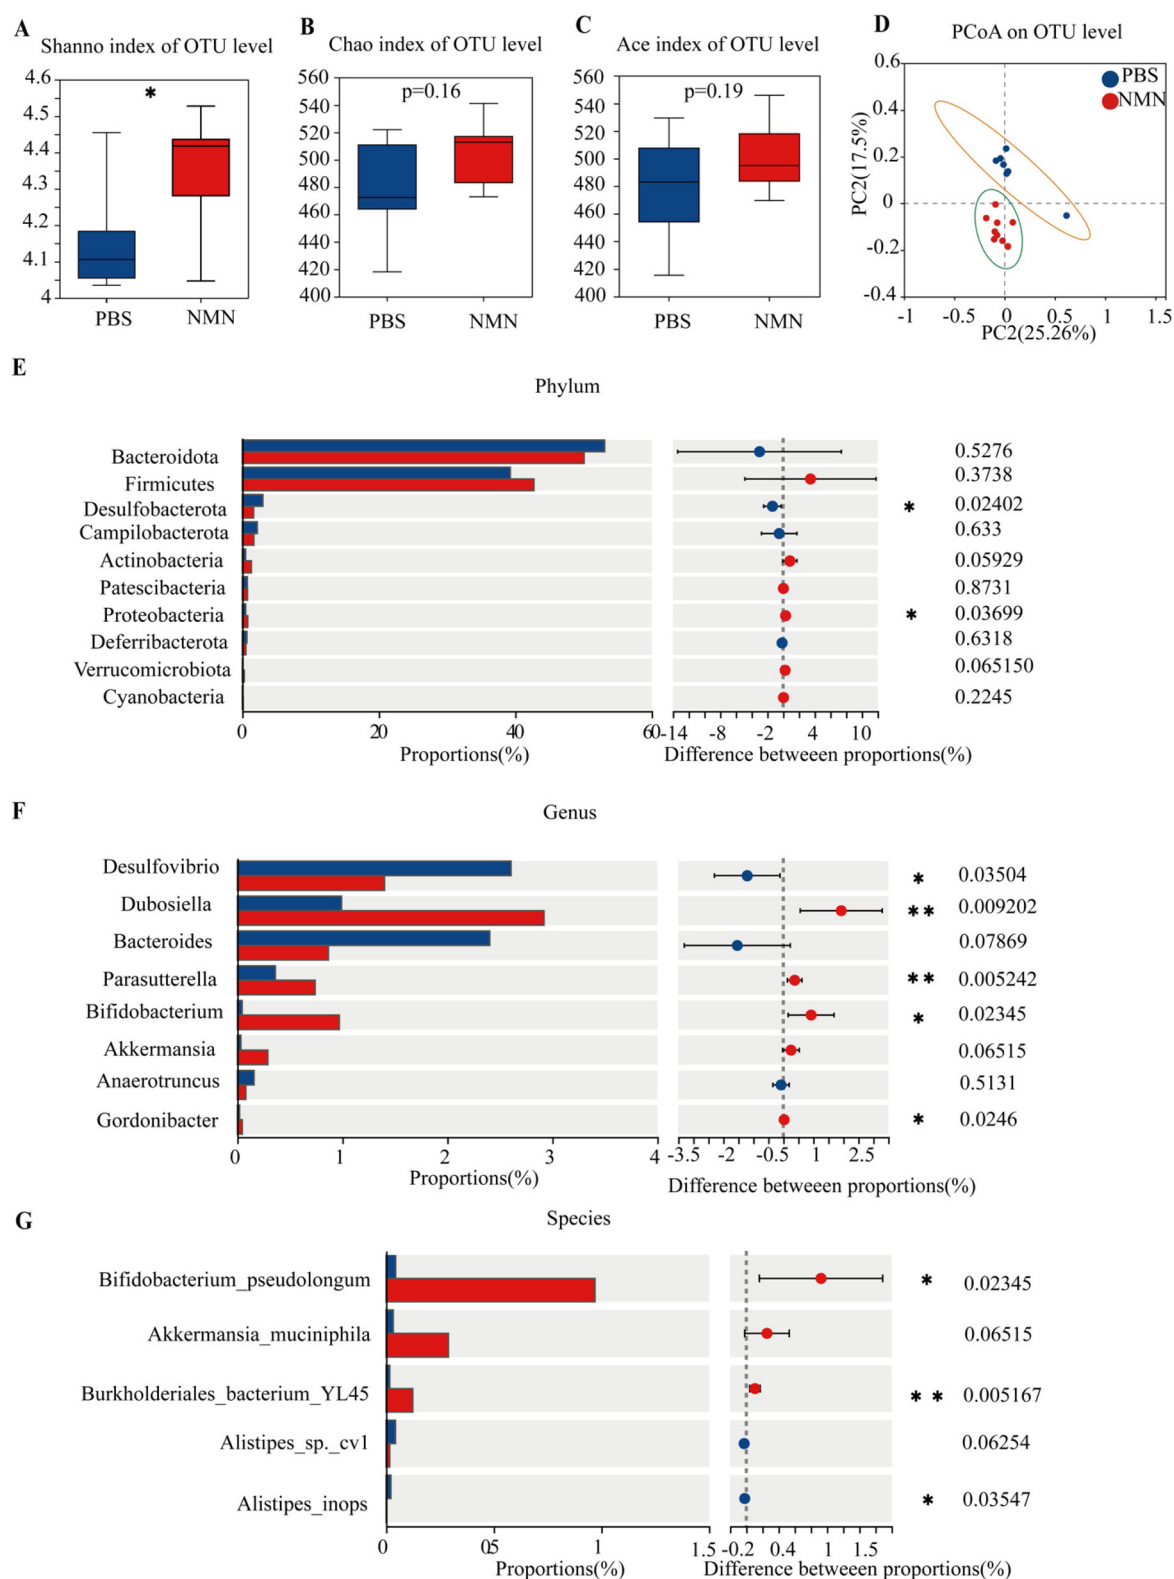 A
Shanno index of OTU level
4.6
4.5
4.4
4.3
4.2
4.1
4
*
PBS
NMN
B
Chao index of OTU level
560
540
520
500
480
460
440
420
400
p=0.16
PBS
NMN
C
Ace index of OTU level
560
540
520
500
480
460
440
420
400
p=0.19
PBS
NMN
D
PCoA on OTU level
PBS
NMN
PC2(17.5%)
0.6
0.4
0.2
0
-0.2
-0.4
-1 -0.5 0 0.5 1 1.5
PC2(25.26%)
E
Phylum
Bacteroidota 0.5276
Firmicutes 0.3738
Desulfobacterota * 0.02402
Campilobacterota 0.633
Actinobacteria 0.05929
Patescibacteria 0.8731
Proteobacteria * 0.03699
Deferribacterota 0.6318
Verrucomicrobiota 0.065150
Cyanobacteria 0.2245
0 20 40 60 -14 -8 -2 4 10
Proportions(%) Difference betweeen proportions(%)
F
Genus
Desulfovibrio * 0.03504
Dubosiella ** 0.009202
Bacteroides 0.07869
Parasutterella ** 0.005242
Bifidobacterium * 0.02345
Akkermansia 0.06515
Anaerotruncus 0.5131
Gordonibacter * 0.0246
0 1 2 3 4 -3.5 -2 -0.5 1 2.5
Proportions(%) Difference betweeen proportions(%)
G
Species
Bifidobacterium_pseudolongum * 0.02345
Akkermansia_muciniphila 0.06515
Burkholderiales_bacterium_YL45 ** 0.005167
Alistipes_sp._cv1 0.06254
Alistipes_inops * 0.03547
0 0.5 1 1.5 -0.2 0.4 1 1.5
Proportions(%) Difference betweeen proportions(%)